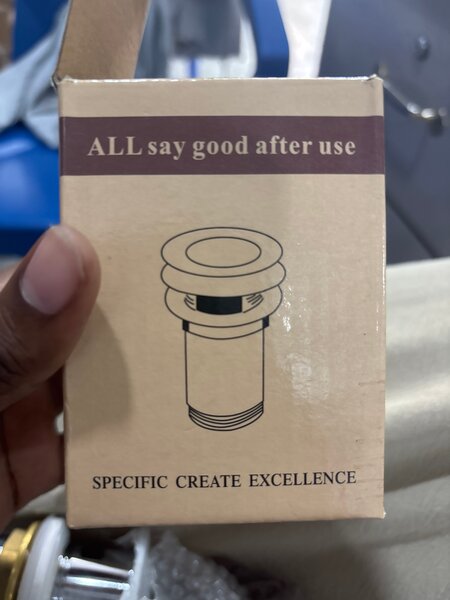 ALL say good after use
SPECIFIC CREATE EXCELLENCE